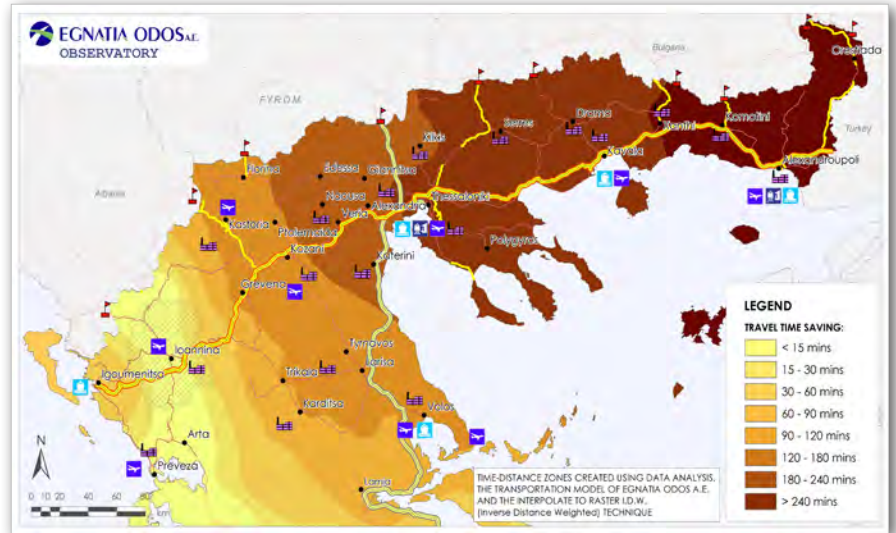 EGNATIA ODOS A.E.
OBSERVATORY
Bulgaria
Orestiada
F.Y.R.O.M.
Drama
Xanthi
Komotini
Serres
Kilkis
Turkey
Kavala
Alexandroupoli
Edessa
Giannitsa
Florina
Albania
Naousa
Alexandria
Thessaloniki
Veria
Kastoria
Ptolemaida
Kozani
Polygyros
Katerini
Grevena
Tyrnavos
Ioannina
Larisa
Igoumenitsa
Trikala
Karditsa
Volos
Arta
Preveza
Lamia
N
0 10 20 40 60 80
km
TIME-DISTANCE ZONES CREATED USING DATA ANALYSIS,
THE TRANSPORTATION MODEL OF EGNATIA ODOS A.E.
AND THE INTERPOLATE TO RASTER I.D.W.
(Inverse Distance Weighted) TECHNIQUE
LEGEND
TRAVEL TIME SAVING:
< 15 mins
15 - 30 mins
30 - 60 mins
60 - 90 mins
90 - 120 mins
120 - 180 mins
180 - 240 mins
> 240 mins